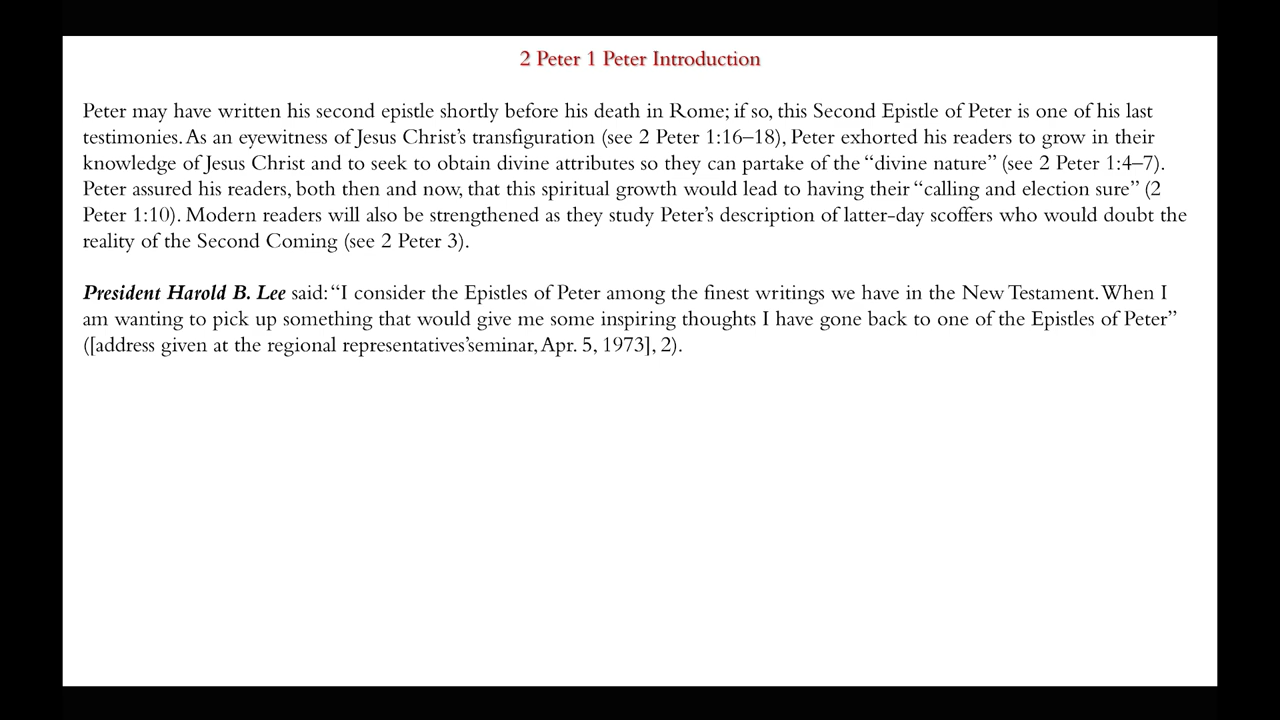 2 Peter 1 Peter Introduction
Peter may have written his second epistle shortly before his death in Rome; if so, this Second Epistle of Peter is one of his last
testimonies. As an eyewitness of Jesus Christ’s transfiguration (see 2 Peter 1:16–18), Peter exhorted his readers to grow in their
knowledge of Jesus Christ and to seek to obtain divine attributes so they can partake of the “divine nature” (see 2 Peter 1:4–7).
Peter assured his readers, both then and now, that this spiritual growth would lead to having their “calling and election sure” (2
Peter 1:10). Modern readers will also be strengthened as they study Peter’s description of latter-day scoffers who would doubt the
reality of the Second Coming (see 2 Peter 3).
President Harold B. Lee said: “I consider the Epistles of Peter among the finest writings we have in the New Testament. When I
am wanting to pick up something that would give me some inspiring thoughts I have gone back to one of the Epistles of Peter”
([address given at the regional representatives’seminar, Apr. 5, 1973], 2).